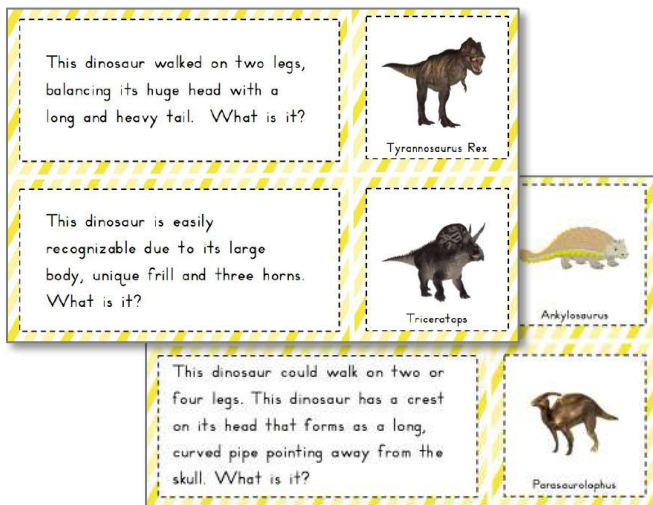 This dinosaur walked on two legs,
balancing its huge head with a
long and heavy tail. What is it?
Tyrannosaurus Rex
This dinosaur is easily
recognizable due to its large
body, unique frill and three horns.
What is it?
Triceratops
Ankylosaurus
This dinosaur could walk on two or
four legs. This dinosaur has a crest
on its head that forms as a long,
curved pipe pointing away from the
skull. What is it?
Parasaurolophus